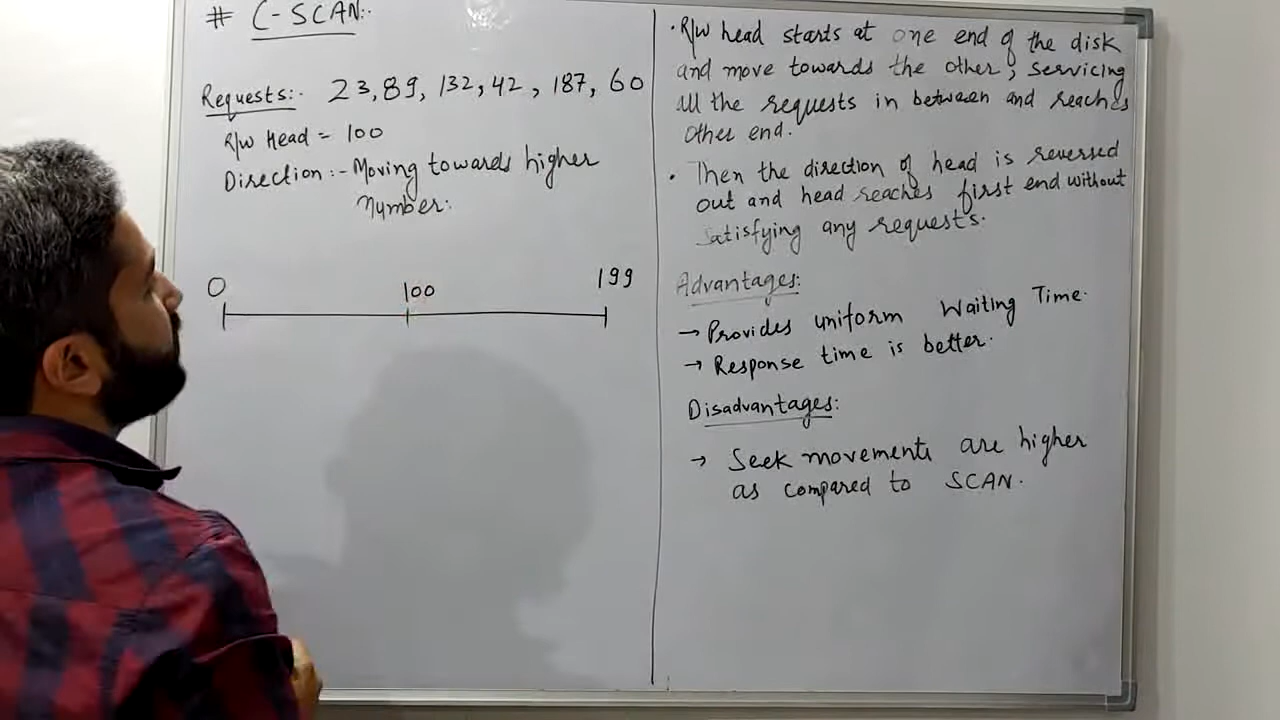 # C-SCAN:-
Requests:- 23, 89, 132, 42, 187, 60
R/W Head = 100
Direction:- Moving towards higher
number:
0 100 199
· R/w head starts at one end of the disk
and move towards the other, servicing
all the requests in between and reaches
other end.
· Then the direction of head is reversed
out and head reaches first end without
satisfying any requests.
Advantages:
→ Provides uniform Waiting Time.
→ Response time is better.
Disadvantages:
→ Seek movements are higher
as compared to SCAN.